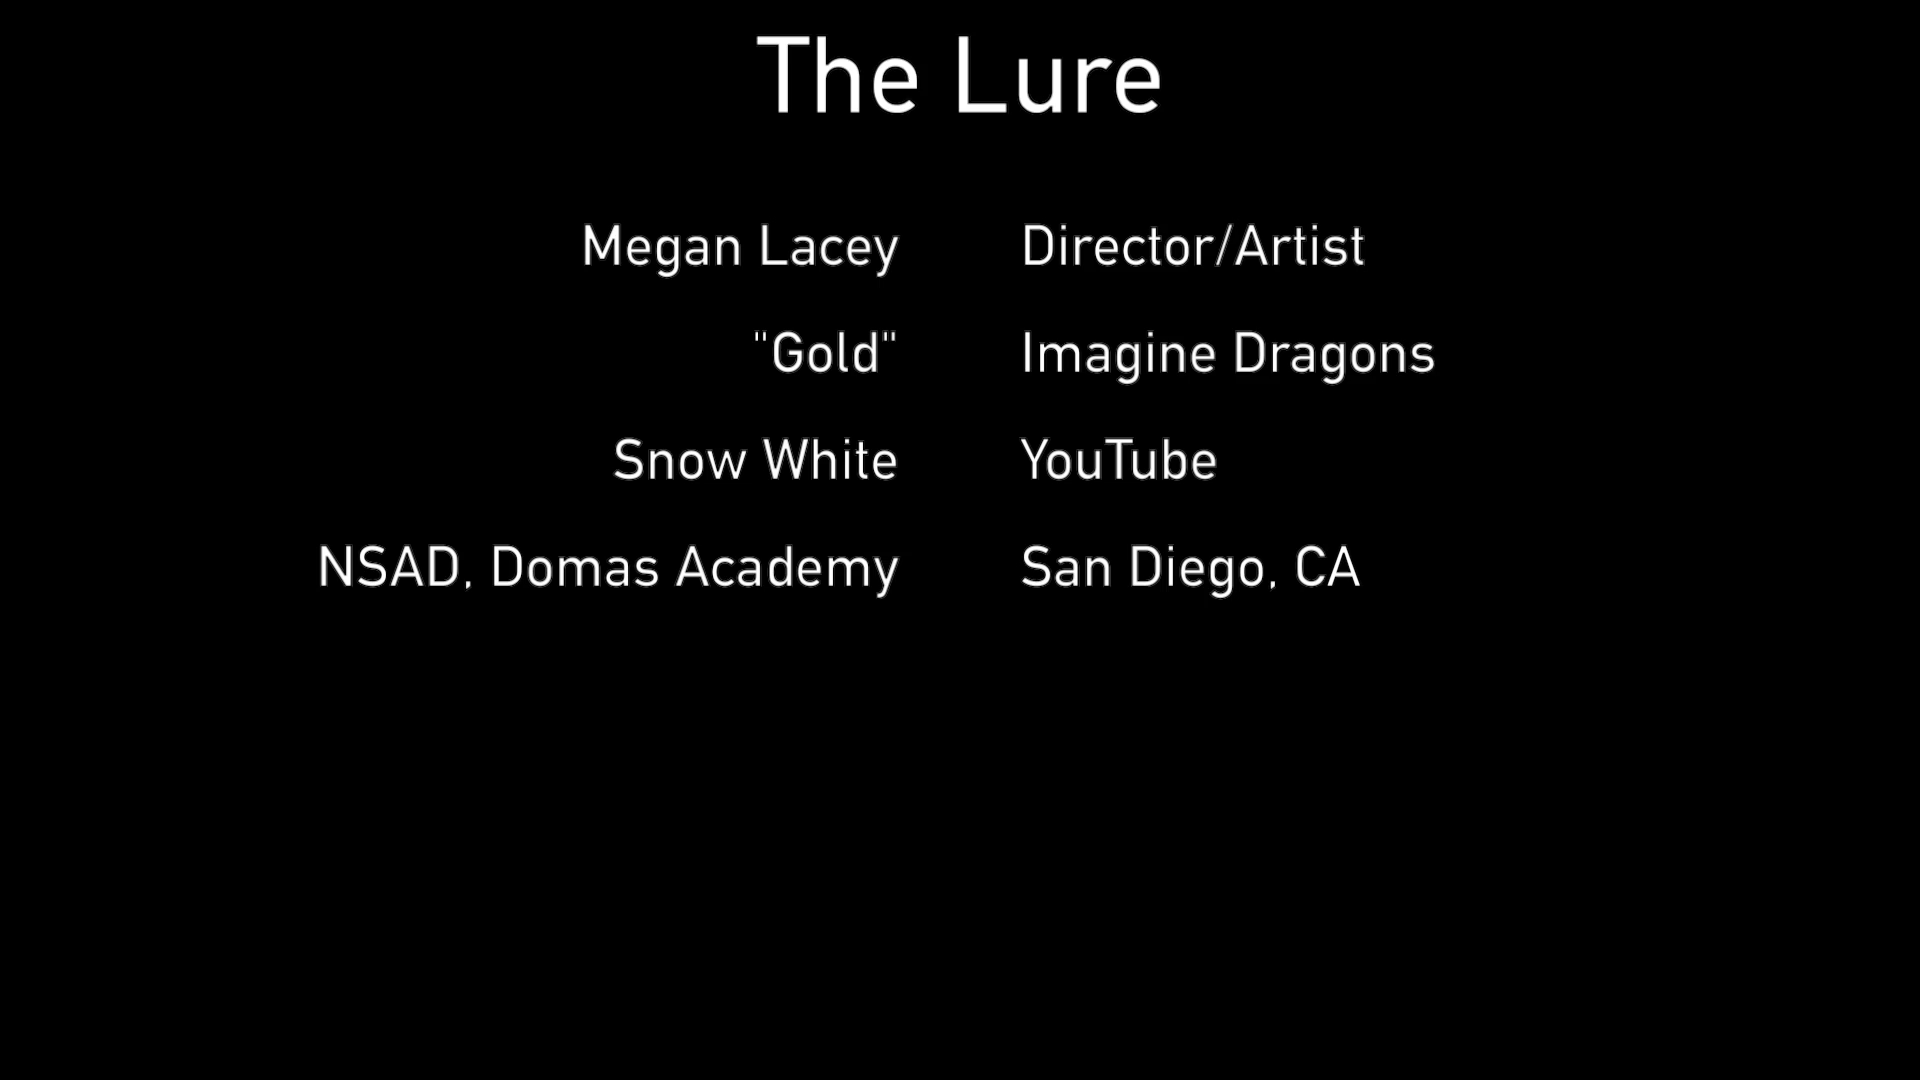 The Lure
Megan Lacey Director/Artist
"Gold" Imagine Dragons
Snow White YouTube
NSAD, Domas Academy San Diego, CA